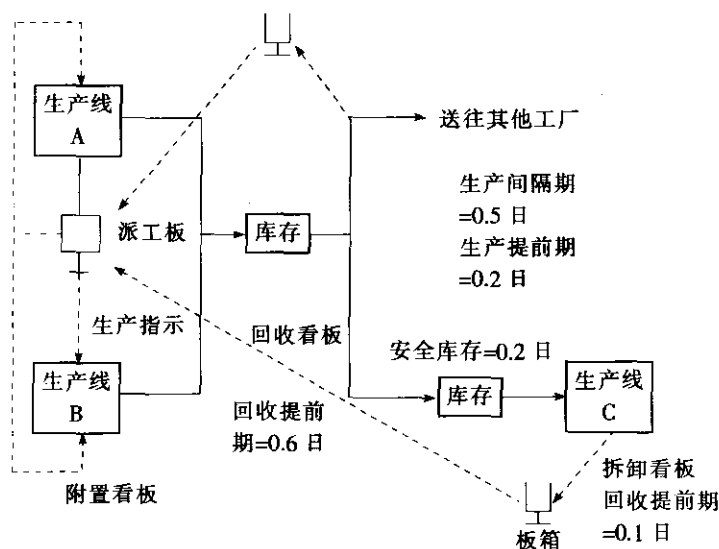 生产线
A
送往其他工厂
生产间隔期
=0.5 日
生产提前期
=0.2 日
派工板
库存
生产指示
回收看板
安全库存=0.2 日
生产线
B
回收提前
期=0.6 日
库存
生产线
C
附置看板
拆卸看板
回收提前期
=0.1 日
板箱